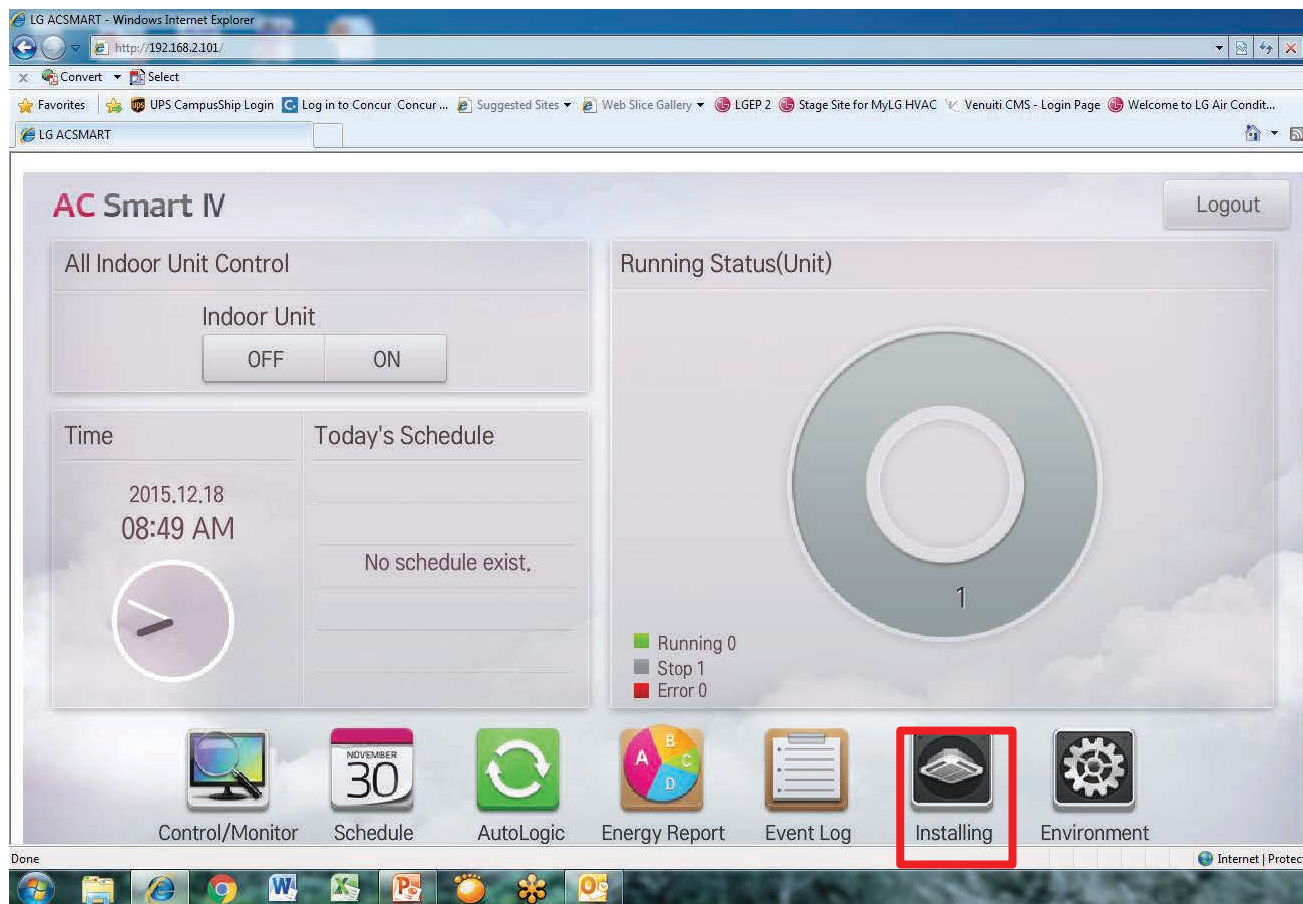 LG ACSMART - Windows Internet Explorer
http://192.168.2.101/
x Convert Select
Favorites UPS CampusShip Login Log in to Concur Concur ... Suggested Sites Web Slice Gallery LGEP 2 Stage Site for MyLG HVAC Venuiti CMS - Login Page Welcome to LG Air Condit...
LG ACSMART
AC Smart IV
Logout
All Indoor Unit Control
Indoor Unit
OFF ON
Running Status(Unit)
Time
2015.12.18
08:49 AM
Today's Schedule
No schedule exist.
1
Running 0
Stop 1
Error 0
NOVEMBER
30
A B C D
Control/Monitor Schedule AutoLogic Energy Report Event Log Installing Environment
Done
Internet | Protec